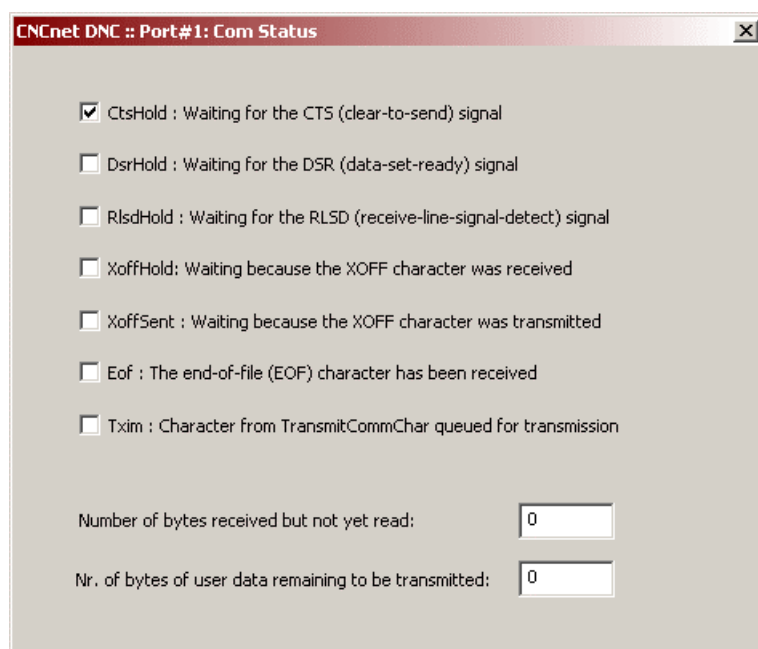 CNCnet DNC :: Port#1: Com Status
CtsHold : Waiting for the CTS (clear-to-send) signal
DsrHold : Waiting for the DSR (data-set-ready) signal
RlsdHold : Waiting for the RLSD (receive-line-signal-detect) signal
XoffHold: Waiting because the XOFF character was received
XoffSent : Waiting because the XOFF character was transmitted
Eof : The end-of-file (EOF) character has been received
Txim : Character from TransmitCommChar queued for transmission
Number of bytes received but not yet read: 0
Nr. of bytes of user data remaining to be transmitted: 0